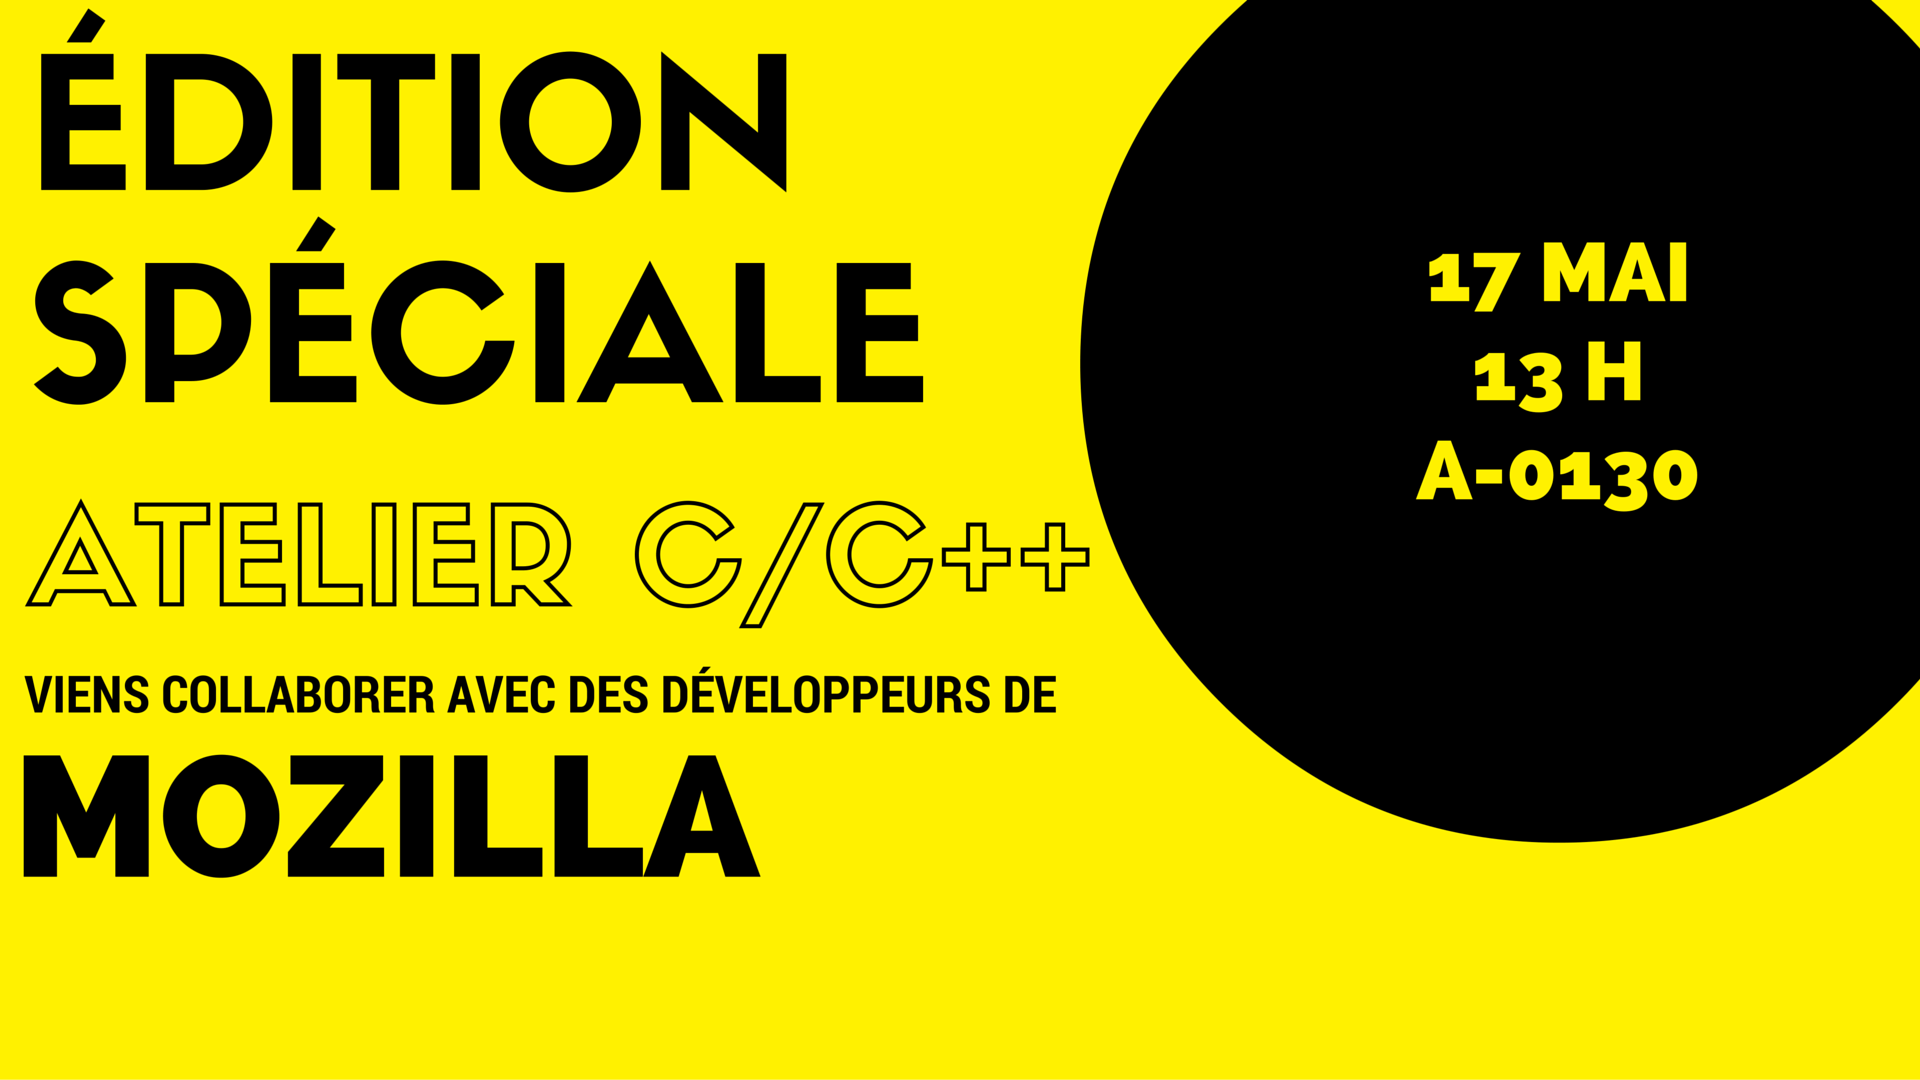 ÉDITION
SPÉCIALE
ATELIER C/C++
VIENS COLLABORER AVEC DES DÉVELOPPEURS DE
MOZILLA
17 MAI
13 H
A-0130